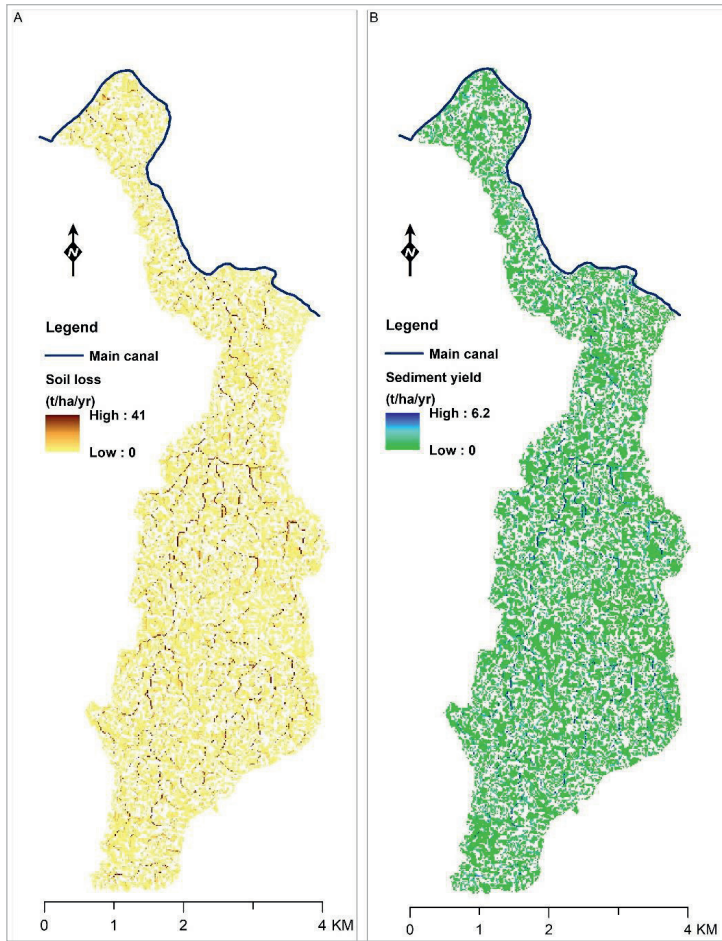 A
N
Legend
Main canal
Soil loss
(t/ha/yr)
High : 41
Low : 0
0 1 2 4 KM
B
N
Legend
Main canal
Sediment yield
(t/ha/yr)
High : 6.2
Low : 0
0 1 2 4 KM